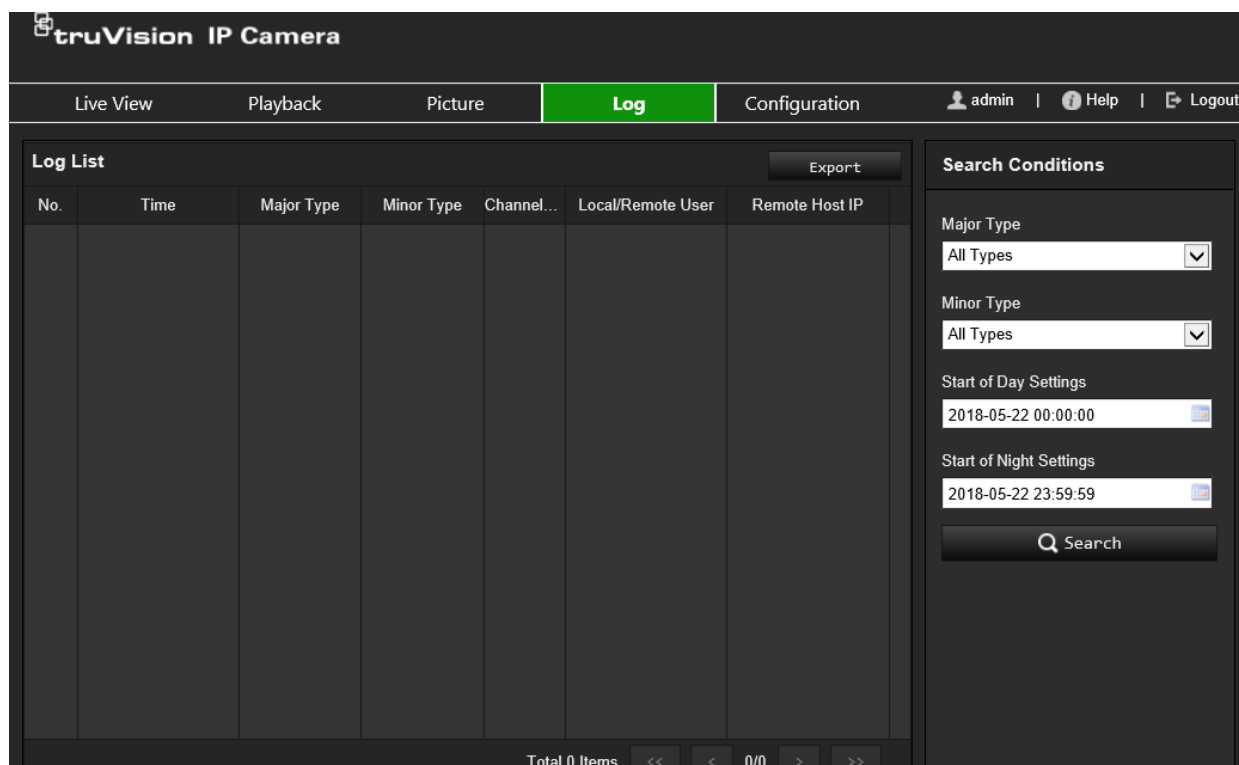 truVision IP Camera
Live View Playback Picture Log Configuration admin | Help | Logout
Log List Export
No. Time Major Type Minor Type Channel... Local/Remote User Remote Host IP
Total 0 Items << < 0/0 > >>
Search Conditions
Major Type
All Types
Minor Type
All Types
Start of Day Settings
2018-05-22 00:00:00
Start of Night Settings
2018-05-22 23:59:59
Search